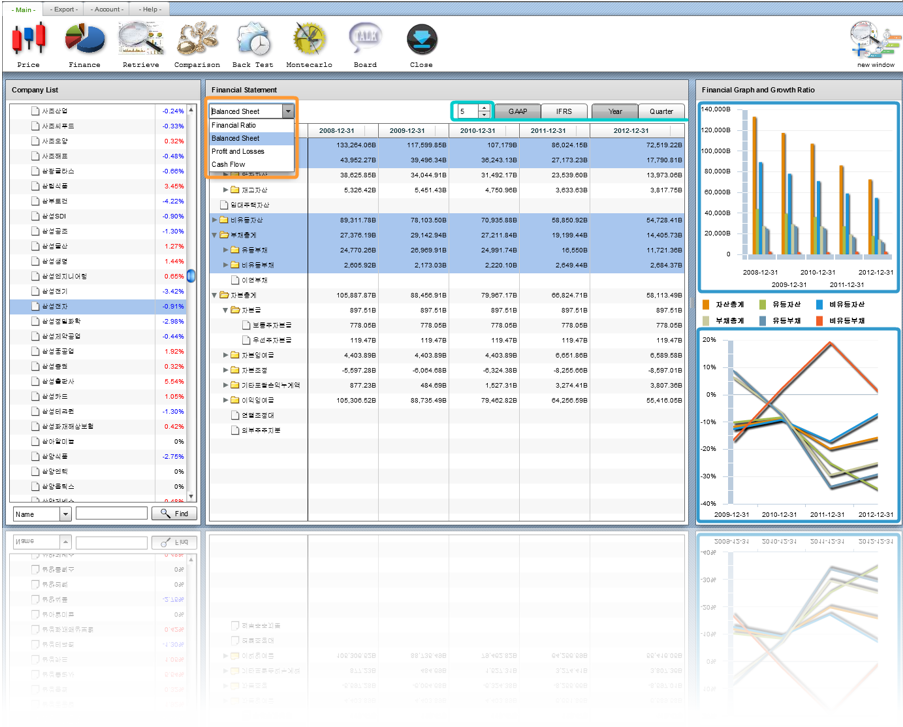 - Main -
- Export -
- Account -
- Help -
Price
Finance
Retrieve
Comparison
Back Test
Montecarlo
Board
Close
new window
Company List
사조산업 -0.24%
사조씨푸드 -0.33%
사조오양 0.32%
사조해표 -0.48%
삼광글라스 -0.66%
삼립식품 3.45%
삼부토건 -4.22%
삼성SDI -0.90%
-1.30%
삼성물산 1.27%
삼성생명 1.44%
삼성엔지니어링 0.65%
삼성전기 -3.42%
삼성전자 -0.91%
삼성정밀화학 -2.98%
삼성제약공업 -0.44%
삼성중공업 1.92%
삼성증권 0.32%
삼성출판사 5.54%
삼성카드 1.05%
삼성테크윈 -1.30%
삼성화재해상보험 0.42%
삼아알미늄 0%
삼양식품 -2.75%
삼양엔텍 0%
삼양홀딩스 0%
Name
Find
Financial Statement
Balanced Sheet
Financial Ratio
Balanced Sheet
Profit and Losses
Cash Flow
5
GAAP
IFRS
Year
Quarter
2008-12-31 2009-12-31 2010-12-31 2011-12-31 2012-12-31
133,264.06B 117,599.85B 107,179B 86,024.15B 72,519.22B
43,952.27B 39,496.34B 36,243.13B 27,173.23B 17,790.81B
38,625.85B 34,044.91B 31,492.17B 23,539.60B 13,973.06B
재고자산 5,326.42B 5,451.43B 4,750.96B 3,633.63B 3,817.75B
임대주택자산
비유동자산 89,311.78B 78,103.50B 70,935.88B 58,850.92B 54,728.41B
부채총계 27,376.19B 29,142.94B 27,211.84B 19,199.44B 14,405.73B
유동부채 24,770.26B 26,969.91B 24,991.74B 16,550B 11,721.36B
비유동부채 2,605.92B 2,173.03B 2,220.10B 2,649.44B 2,684.37B
이연부채
자본총계 105,887.87B 88,456.91B 79,967.17B 66,824.71B 58,113.49B
자본금 897.51B 897.51B 897.51B 897.51B 897.51B
보통주자본금 778.05B 778.05B 778.05B 778.05B 778.05B
우선주자본금 119.47B 119.47B 119.47B 119.47B 119.47B
자본잉여금 4,403.89B 4,403.89B 4,403.89B 6,651.86B 6,589.58B
자본조정 -5,597.28B -6,064.68B -6,324.38B -8,255.66B -8,597.01B
기타포괄손익누계액 877.23B 484.69B 1,527.31B 3,274.41B 3,807.36B
이익잉여금 105,306.52B 88,735.49B 79,462.82B 64,256.59B 55,416.05B
연결조정대
외부주주지분
Financial Graph and Growth Ratio
140,000B
120,000B
100,000B
80,000B
60,000B
40,000B
20,000B
0
2008-12-31 2010-12-31 2012-12-31
2009-12-31 2011-12-31
자산총계 유동자산 비유동자산
부채총계 유동부채 비유동부채
20%
10%
0%
-10%
-20%
-30%
-40%
2009-12-31 2010-12-31 2011-12-31 2012-12-31